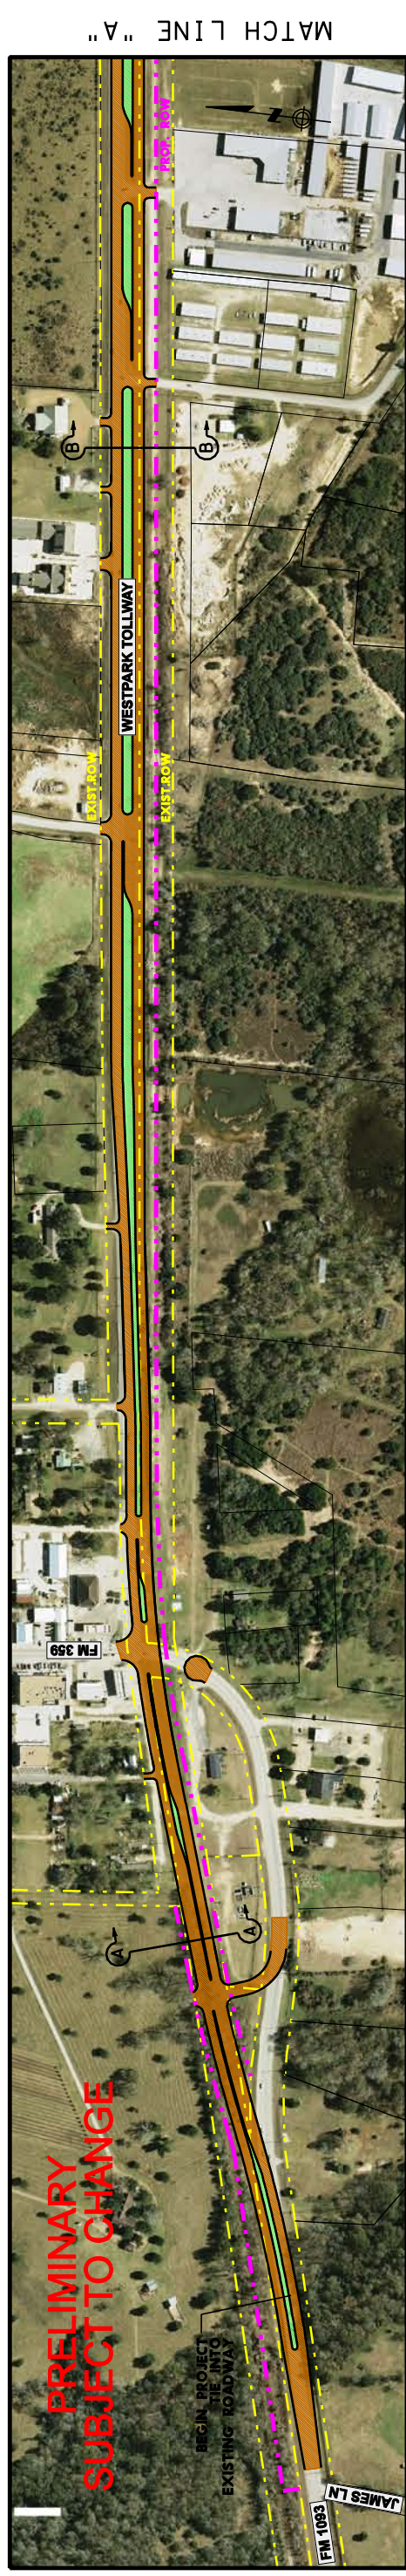 MATCH LINE "A"
PROP. ROW
B
B
WESTPARK TOLLWAY
EXIST.ROW
EXIST.ROW
FM 359
A
A
PRELIMINARY
SUBJECT TO CHANGE
BEGIN PROJECT
TIE INTO
EXISTING ROADWAY
JAMES LN
FM 1093